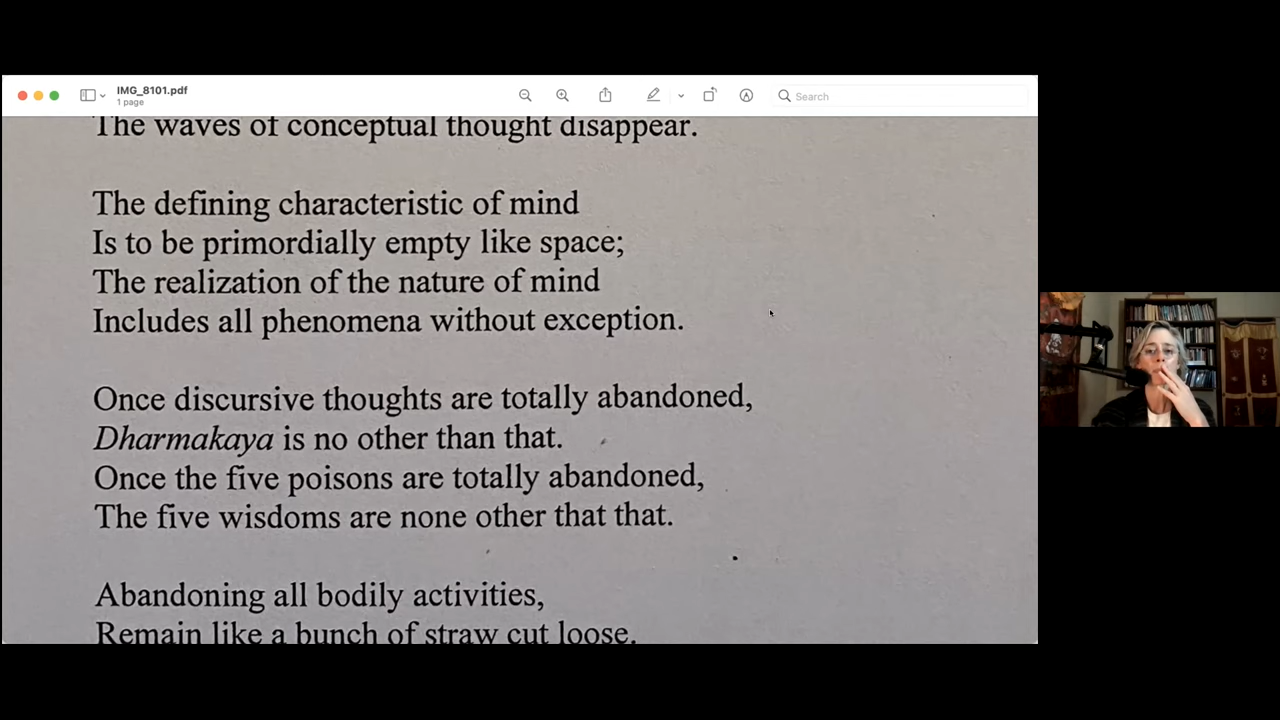 IMG_8101.pdf
1 page
Search
The waves of conceptual thought disappear.
The defining characteristic of mind
Is to be primordially empty like space;
The realization of the nature of mind
Includes all phenomena without exception.
Once discursive thoughts are totally abandoned,
Dharmakaya is no other than that.
Once the five poisons are totally abandoned,
The five wisdoms are none other that that.
Abandoning all bodily activities,
Remain like a bunch of straw cut loose.